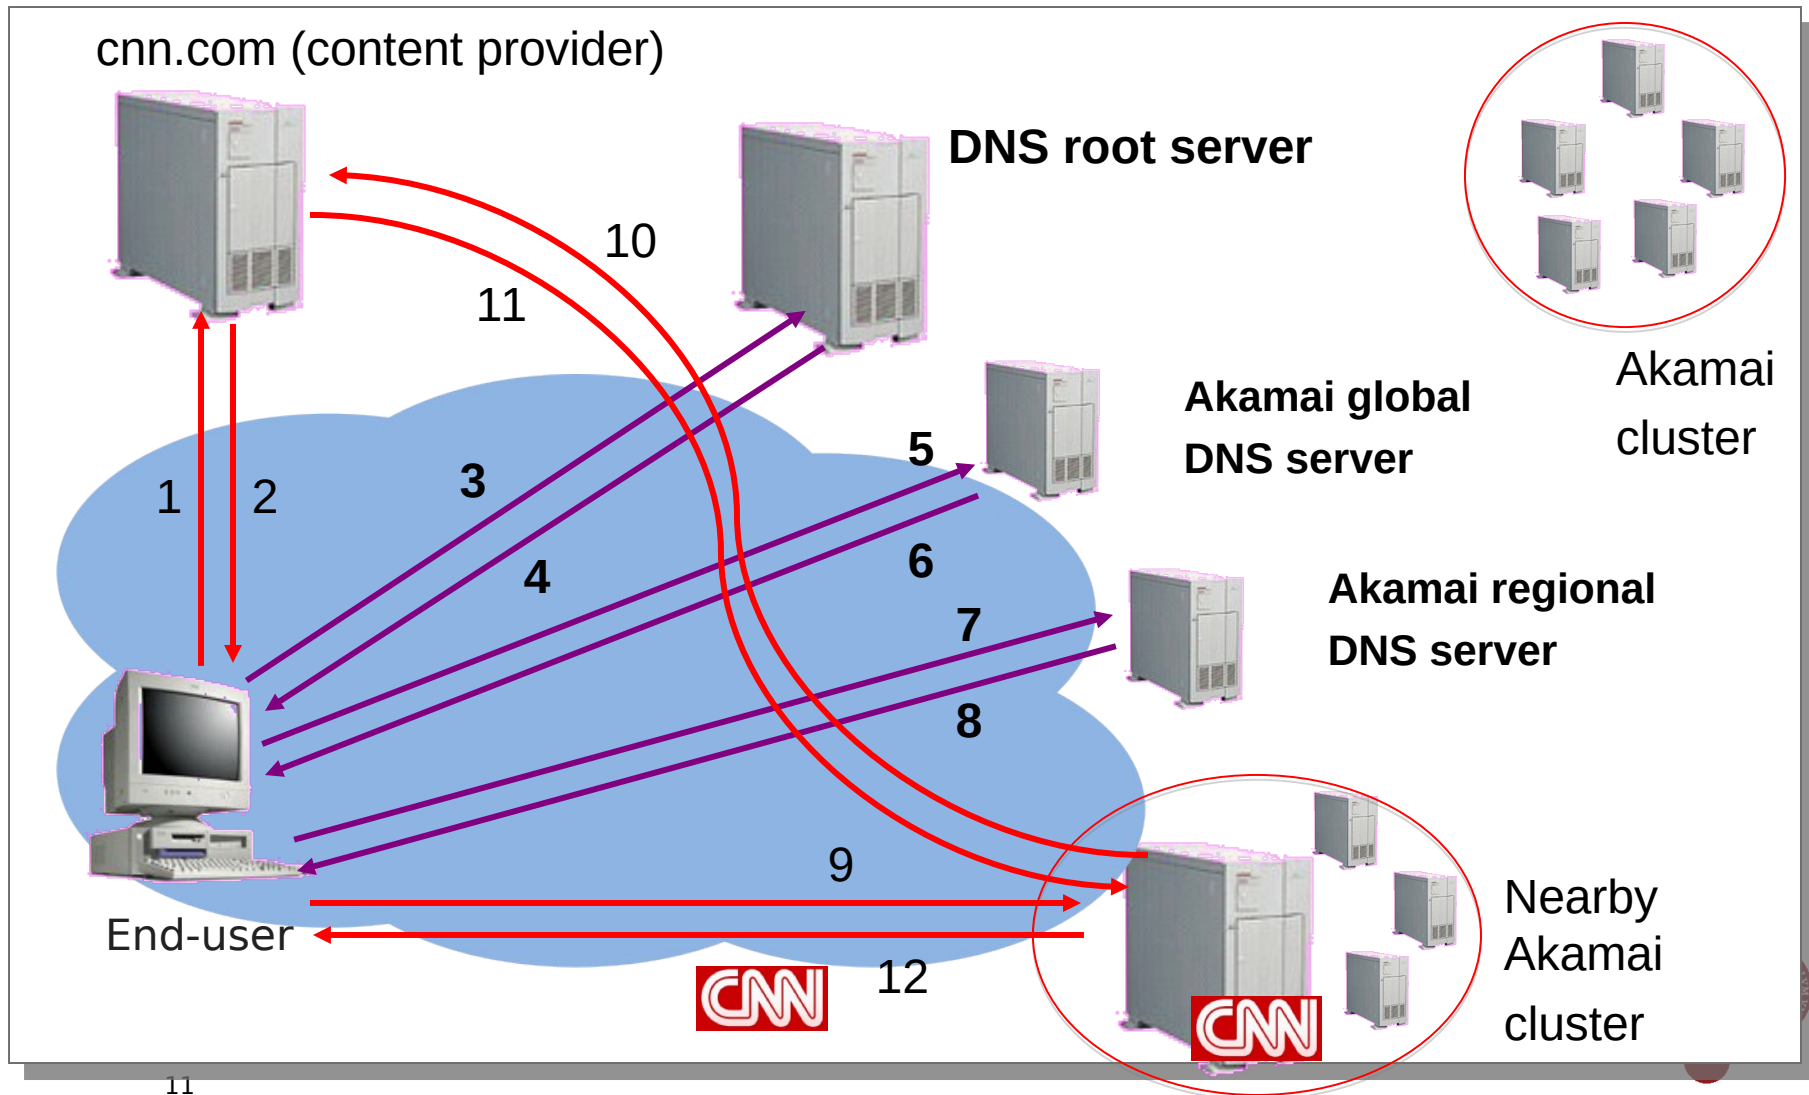 cnn.com (content provider)
DNS root server
10
11
Akamai
cluster
Akamai global
DNS server
5
3
1
2
6
4
Akamai regional
DNS server
7
8
9
Nearby
Akamai
cluster
End-user
12
CNN
CNN
11